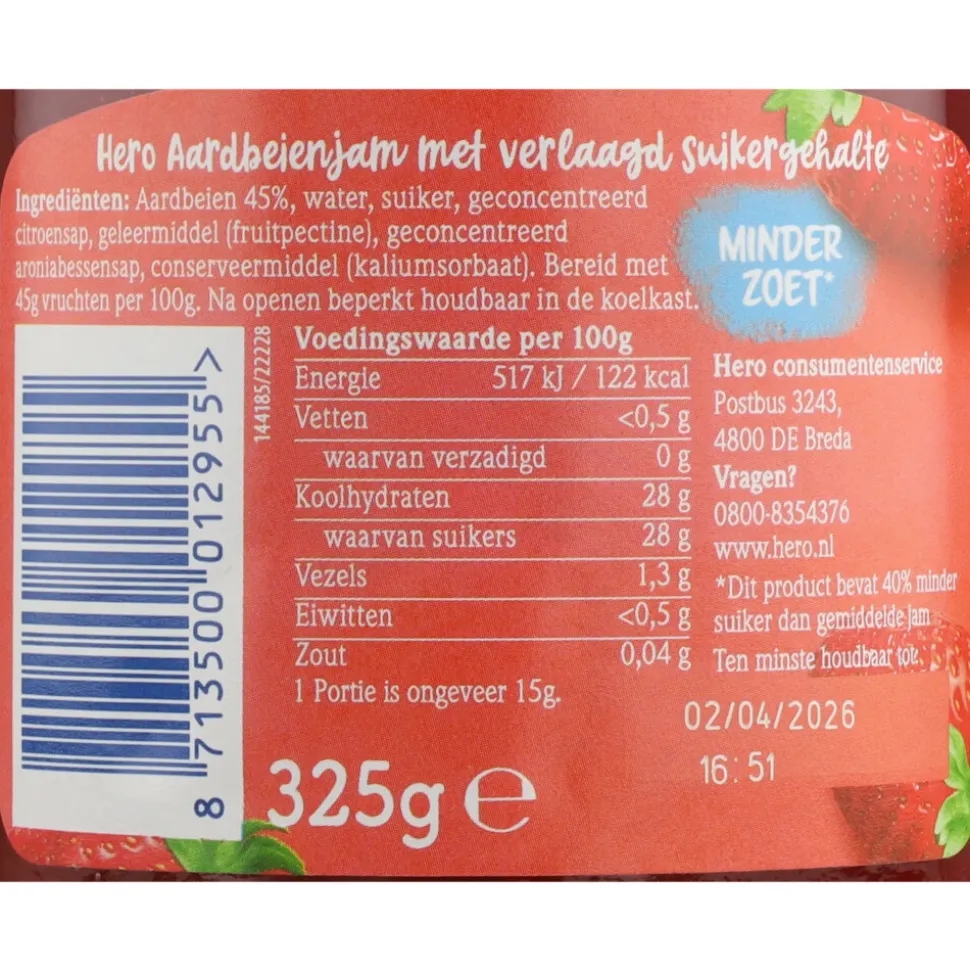 Hero Aardbeienjam met verlaagd suikergehalte
Ingrediënten: Aardbeien 45%, water, suiker, geconcentreerd
citroensap, geleermiddel (fruitpectine), geconcentreerd
aroniabessensap, conserveermiddel (kaliumsorbaat). Bereid met
45g vruchten per 100g. Na openen beperkt houdbaar in de koelkast.
MINDER
ZOET*
144185/22228
Voedingswaarde per 100g
Energie 517 kJ / 122 kcal
Vetten <0,5 g
waarvan verzadigd 0 g
Koolhydraten 28 g
waarvan suikers 28 g
Vezels 1,3 g
Eiwitten <0,5 g
Zout 0,04 g
1 Portie is ongeveer 15g.
Hero consumentenservice
Postbus 3243,
4800 DE Breda
Vragen?
0800-8354376
www.hero.nl
*Dit product bevat 40% minder
suiker dan gemiddelde jam
Ten minste houdbaar tot:
02/04/2026
16:51
8 713500 012955 >
325g ℮